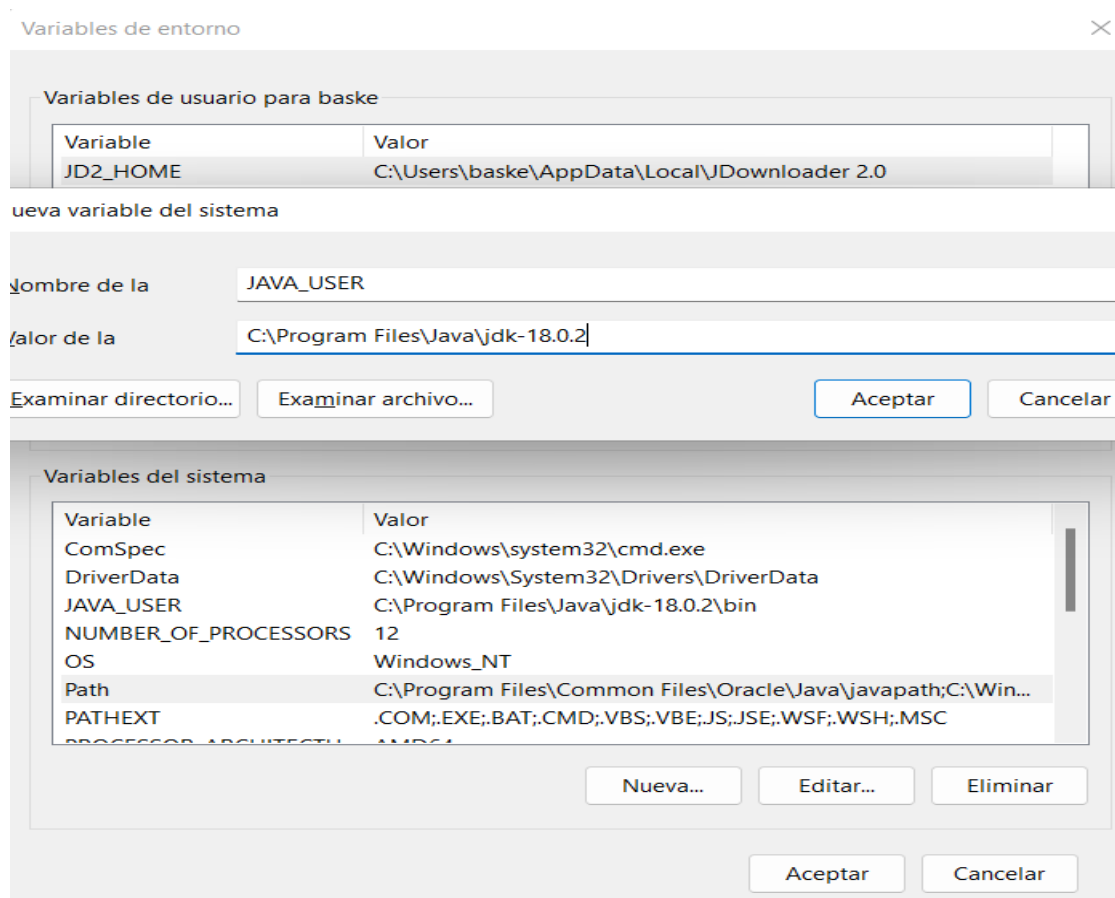 Variables de entorno
Variables de usuario para baske
Variable Valor
JD2_HOME C:\Users\baske\AppData\Local\JDownloader 2.0
ueva variable del sistema
Nombre de la JAVA_USER
Valor de la C:\Program Files\Java\jdk-18.0.2
Examinar directorio... Examinar archivo... Aceptar Cancelar
Variables del sistema
Variable Valor
ComSpec C:\Windows\system32\cmd.exe
DriverData C:\Windows\System32\Drivers\DriverData
JAVA_USER C:\Program Files\Java\jdk-18.0.2\bin
NUMBER_OF_PROCESSORS 12
OS Windows_NT
Path C:\Program Files\Common Files\Oracle\Java\javapath;C:\Win...
PATHEXT .COM;.EXE;.BAT;.CMD;.VBS;.VBE;.JS;.JSE;.WSF;.WSH;.MSC
Nueva... Editar... Eliminar
Aceptar Cancelar